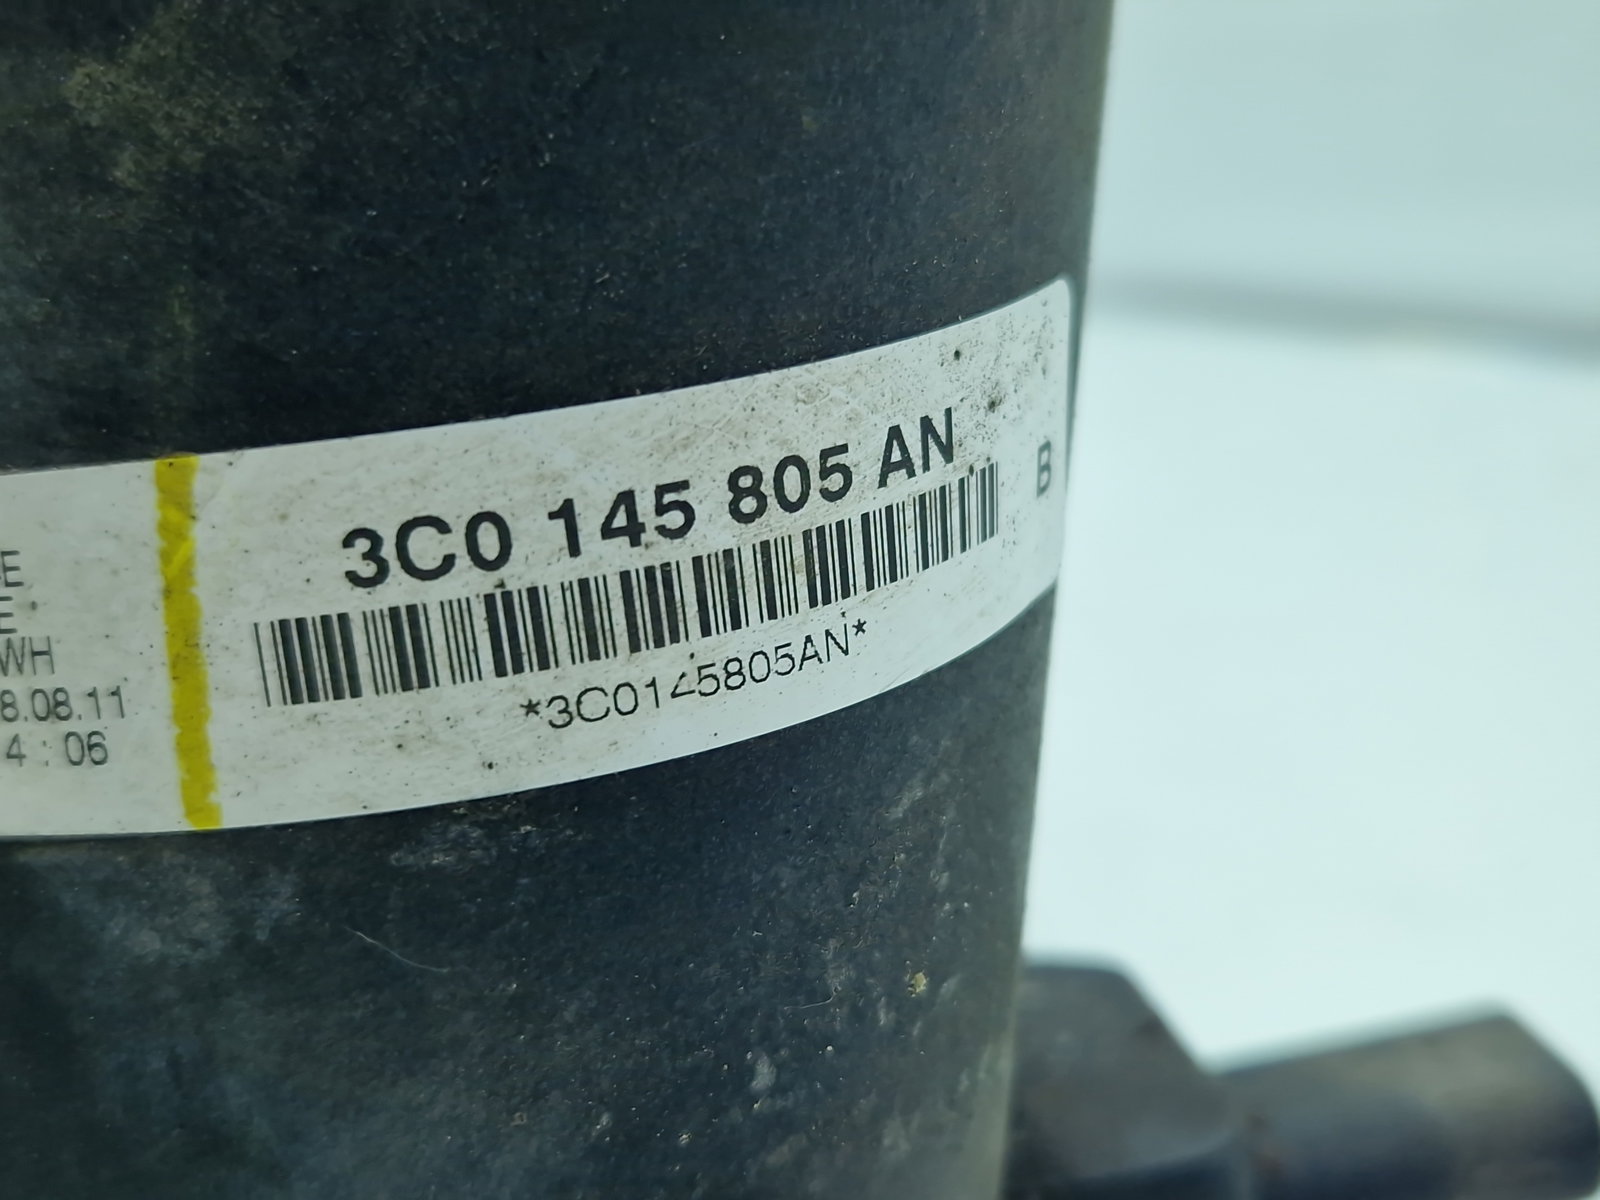 3C0 145 805 AN
B
*3C0145805AN*
E
E
WH
8.08.11
4 : 06